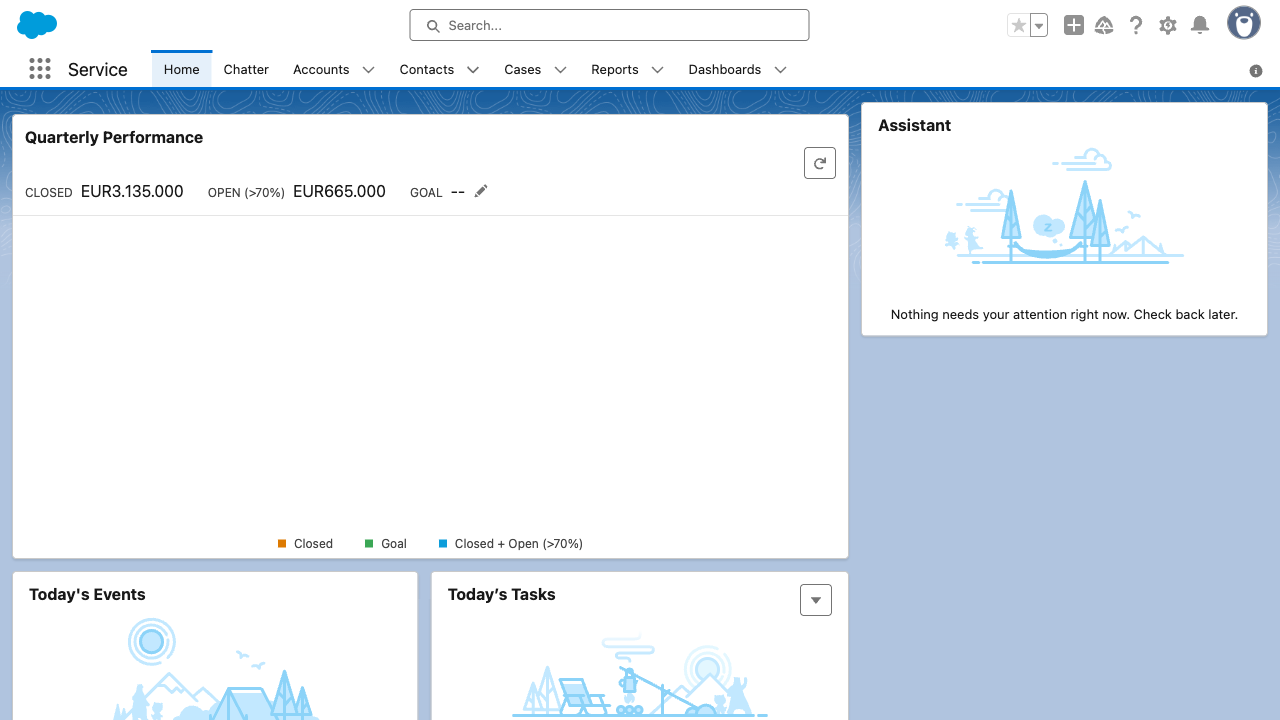 Search...
Service
Home
Chatter
Accounts
Contacts
Cases
Reports
Dashboards
Quarterly Performance
CLOSED EUR3.135.000 OPEN (>70%) EUR665.000 GOAL --
Closed
Goal
Closed + Open (>70%)
Assistant
Nothing needs your attention right now. Check back later.
Today's Events
Today’s Tasks